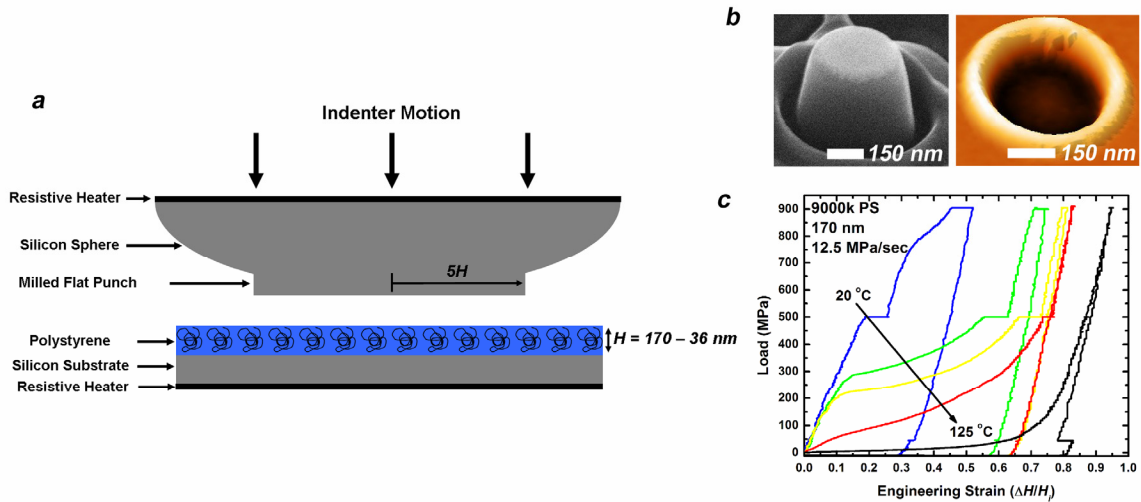 a
Indenter Motion
Resistive Heater
Silicon Sphere
Milled Flat Punch
5H
Polystyrene
H = 170 – 36 nm
Silicon Substrate
Resistive Heater
b
150 nm
150 nm
c
9000k PS
170 nm
12.5 MPa/sec
20 °C
125 °C
Load (MPa)
900
800
700
600
500
400
300
200
100
0
0.0 0.1 0.2 0.3 0.4 0.5 0.6 0.7 0.8 0.9 1.0
Engineering Strain (ΔH/Hi)